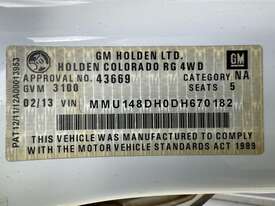 GM HOLDEN LTD.
HOLDEN COLORADO RG 4WD
GM
APPROVAL NO. 43669 CATEGORY NA
GVM 3100 SEATS 5
02/13 VIN MMU148DH0DH670182
THIS VEHICLE WAS MANUFACTURED TO COMPLY
WITH THE MOTOR VEHICLE STANDARDS ACT 1989